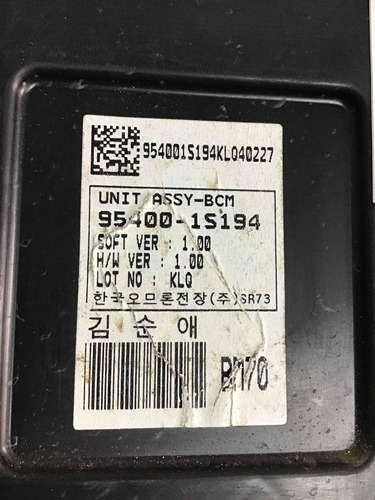 954001S194KLQ40227
UNIT ASSY-BCM
95400-1S194
SOFT VER : 1.00
H/W VER : 1.00
LOT NO : KLQ
한국오므론전장(주)SR73
김 순 애
BM70